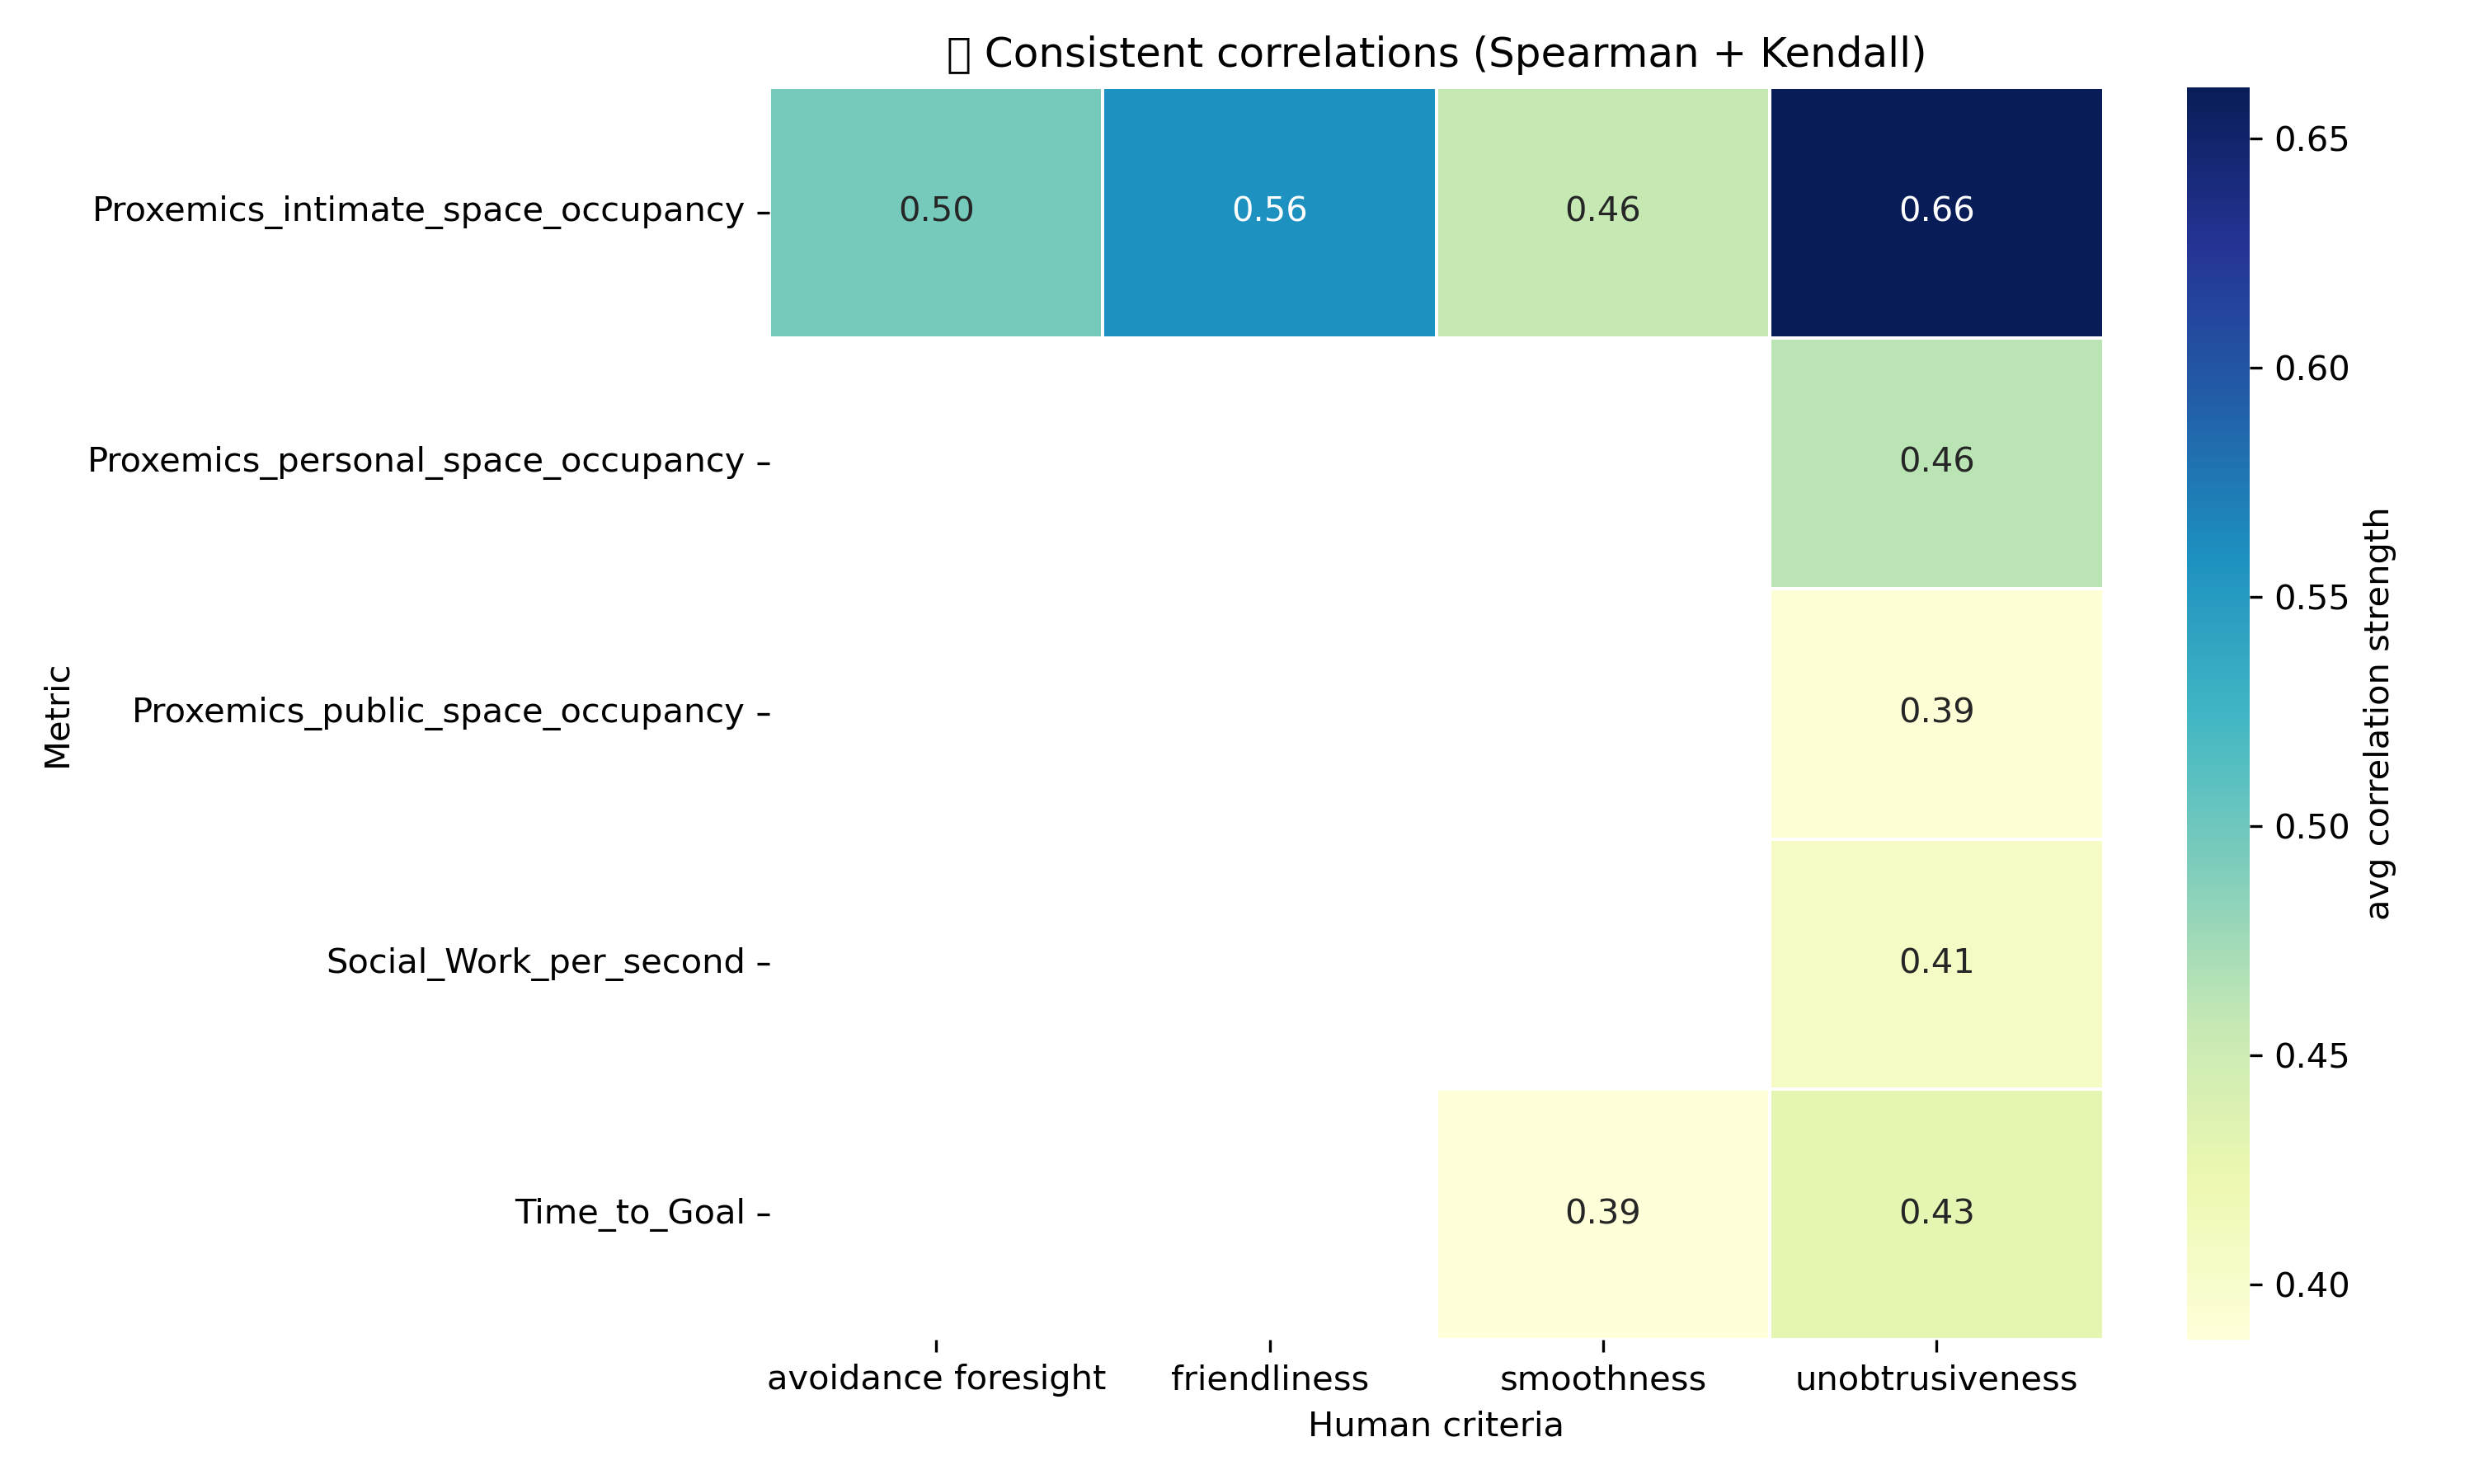 Consistent correlations (Spearman + Kendall)
Proxemics_intimate_space_occupancy
0.50 0.56 0.46 0.66
0.65
0.60
Proxemics_personal_space_occupancy
0.46
0.55
Metric
Proxemics_public_space_occupancy
0.39
avg correlation strength
0.50
Social_Work_per_second
0.41
0.45
Time_to_Goal
0.39 0.43
0.40
avoidance foresight friendliness smoothness unobtrusiveness
Human criteria